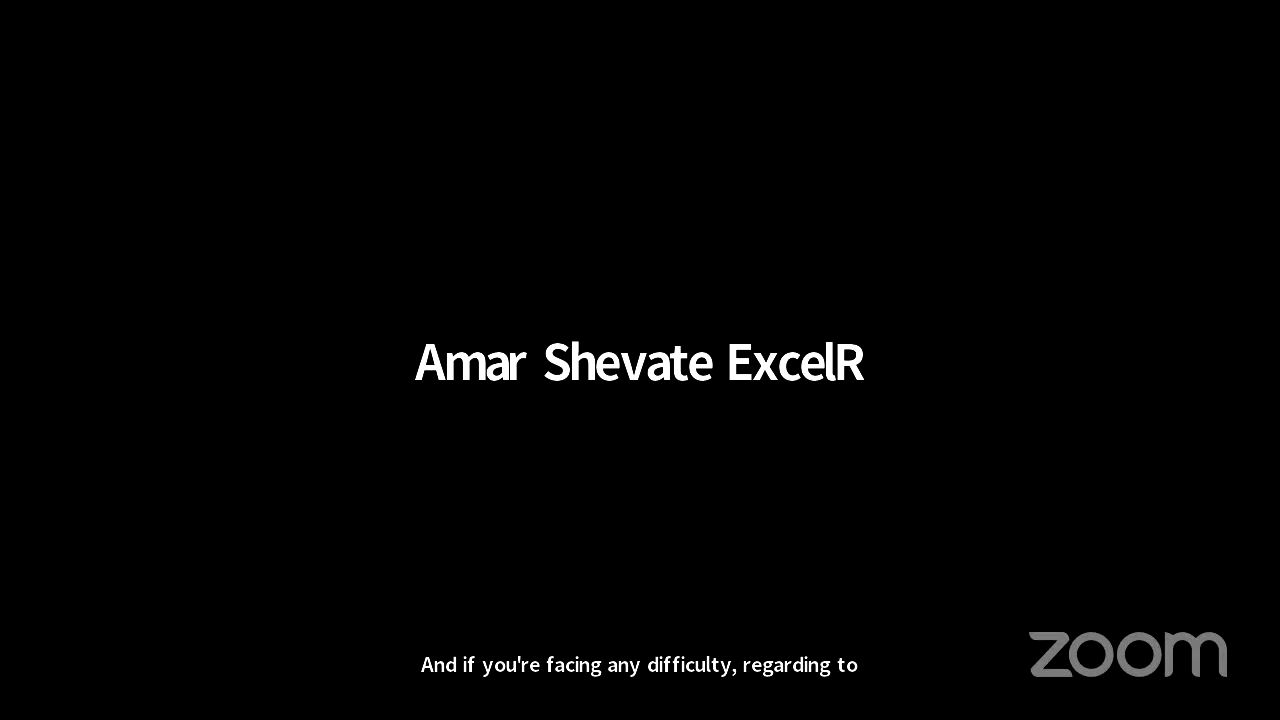 Amar Shevate ExcelR
And if you're facing any difficulty, regarding to
zoom